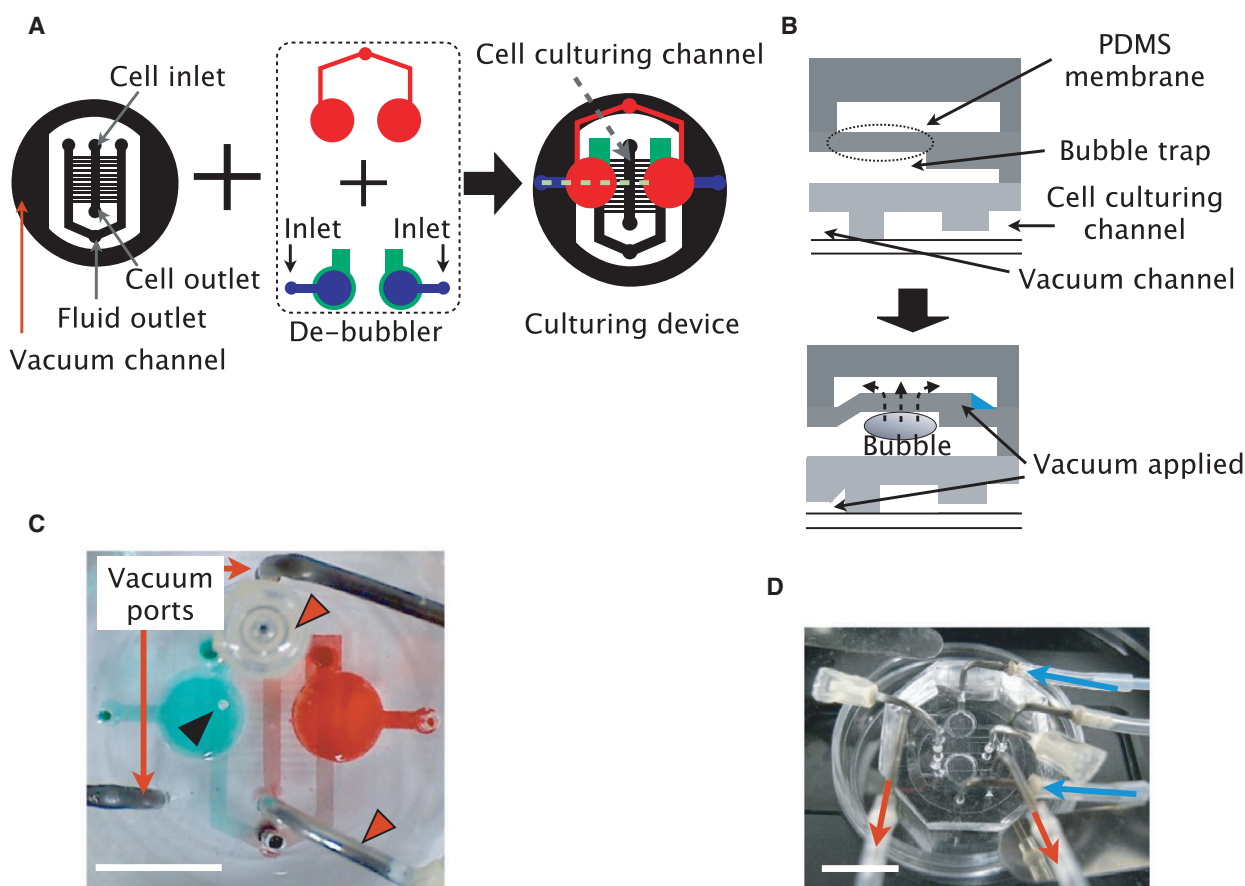 A
Cell inlet
Cell outlet
Fluid outlet
Vacuum channel
Inlet
Inlet
De-bubbler
Cell culturing channel
Culturing device
B
PDMS
membrane
Bubble trap
Cell culturing
channel
Vacuum channel
Bubble
Vacuum applied
C
Vacuum
ports
D